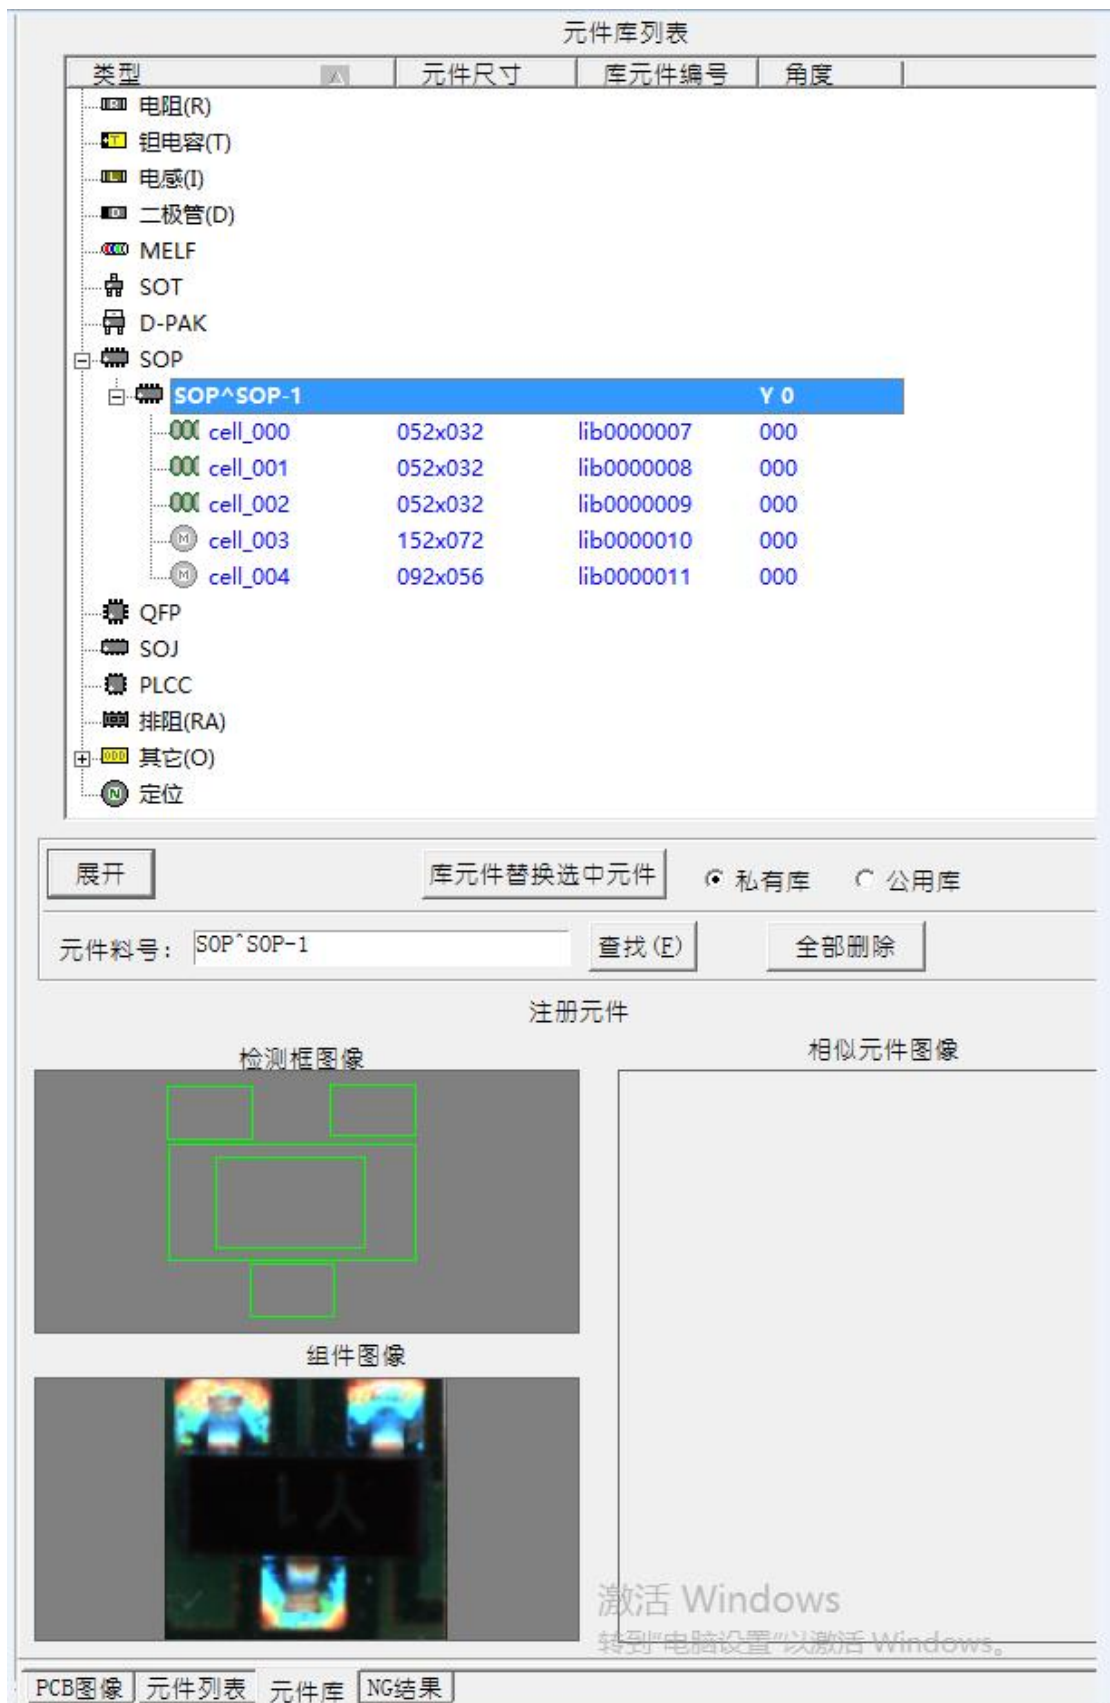 元件库列表
类型 元件尺寸 库元件编号 角度
电阻(R)
钽电容(T)
电感(I)
二极管(D)
MELF
SOT
D-PAK
SOP
SOP^SOP-1 Y 0
cell_000 052x032 lib0000007 000
cell_001 052x032 lib0000008 000
cell_002 052x032 lib0000009 000
cell_003 152x072 lib0000010 000
cell_004 092x056 lib0000011 000
QFP
SOJ
PLCC
排阻(RA)
其它(O)
定位
展开 库元件替换选中元件 私有库 公用库
元件料号: SOP^SOP-1 查找(F) 全部删除
注册元件
检测框图像 相似元件图像
组件图像
激活 Windows
转到“电脑设置”以激活 Windows。
PCB图像 元件列表 元件库 NG结果